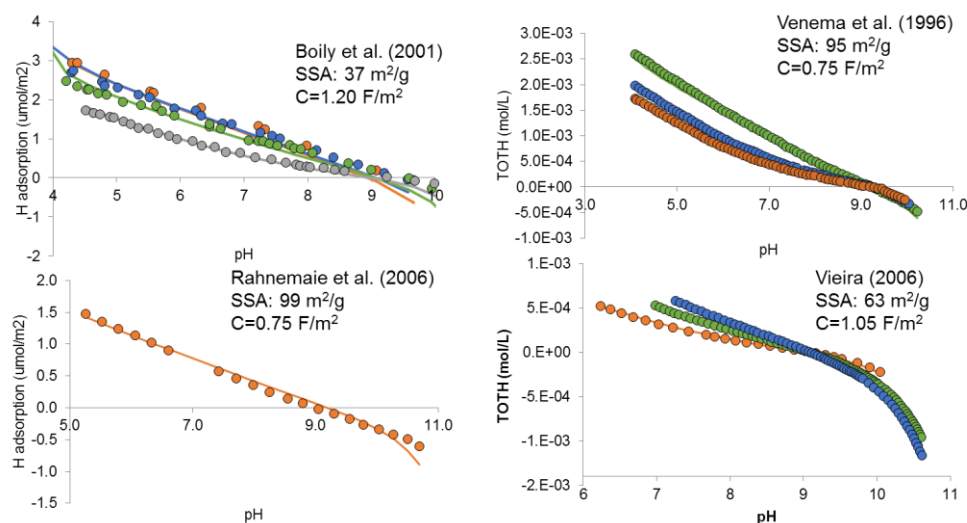 Boily et al. (2001)
SSA: 37 m²/g
C=1.20 F/m²
H adsorption (umol/m2)
4
3
2
1
0
-1
-2
4
5
6
7
8
9
10
pH
Venema et al. (1996)
SSA: 95 m²/g
C=0.75 F/m²
TOTH (mol/L)
3.0E-03
2.5E-03
2.0E-03
1.5E-03
1.0E-03
5.0E-04
0.0E+00
-5.0E-04
-1.0E-03
3.0
5.0
7.0
9.0
11.0
pH
Rahnemaie et al. (2006)
SSA: 99 m²/g
C=0.75 F/m²
H adsorption (umol/m2)
2.0
1.5
1.0
0.5
0.0
-0.5
-1.0
-1.5
5.0
7.0
9.0
11.0
pH
Vieira (2006)
SSA: 63 m²/g
C=1.05 F/m²
TOTH (mol/L)
1.E-03
5.E-04
0.E+00
-5.E-04
-1.E-03
-2.E-03
6
7
8
9
10
11
pH